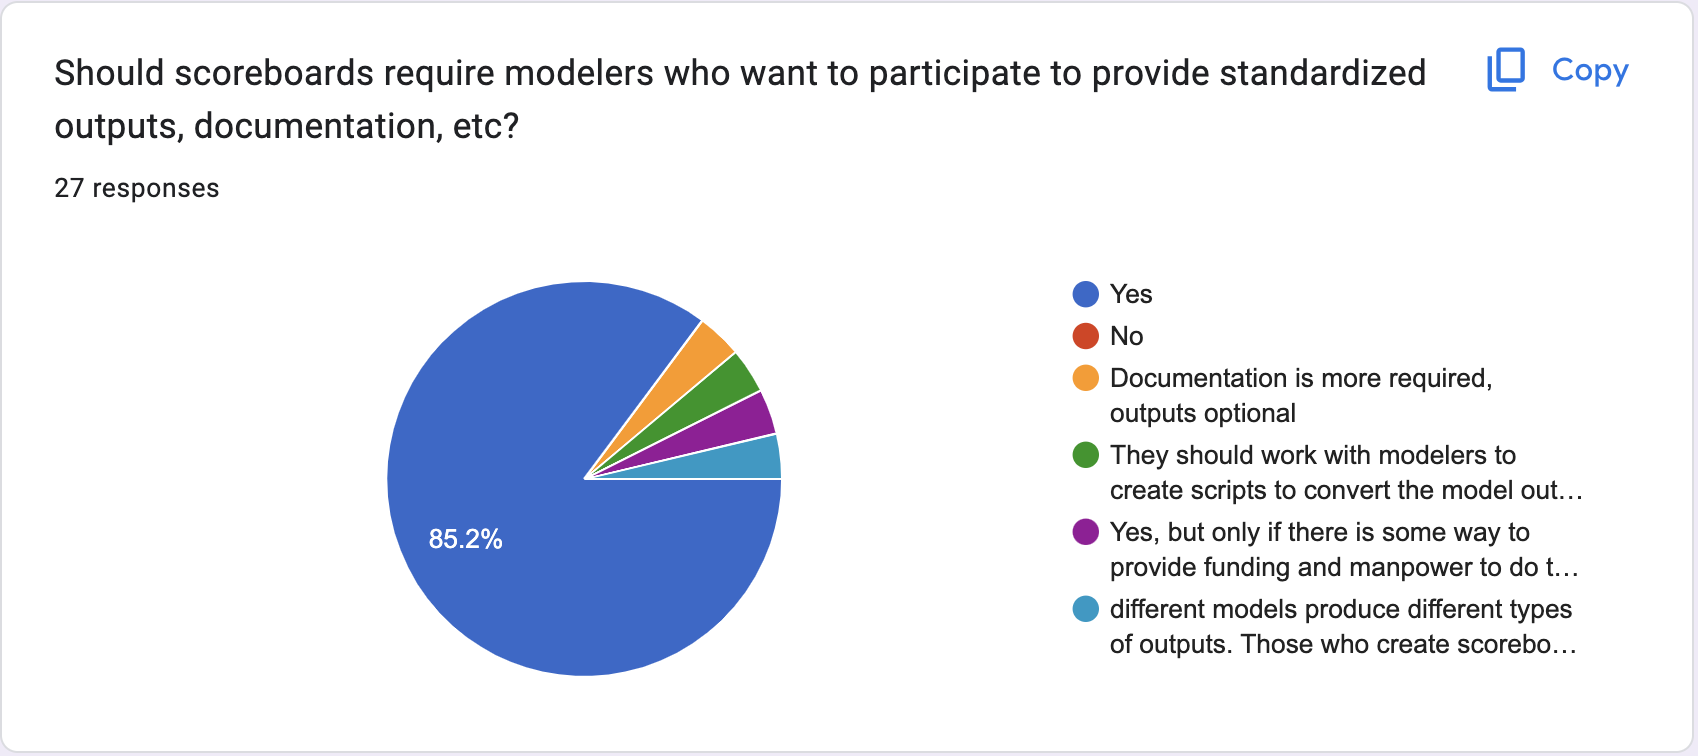 Should scoreboards require modelers who want to participate to provide standardized
outputs, documentation, etc?
Copy
27 responses
85.2%
Yes
No
Documentation is more required,
outputs optional
They should work with modelers to
create scripts to convert the model out...
Yes, but only if there is some way to
provide funding and manpower to do t...
different models produce different types
of outputs. Those who create scorebo...